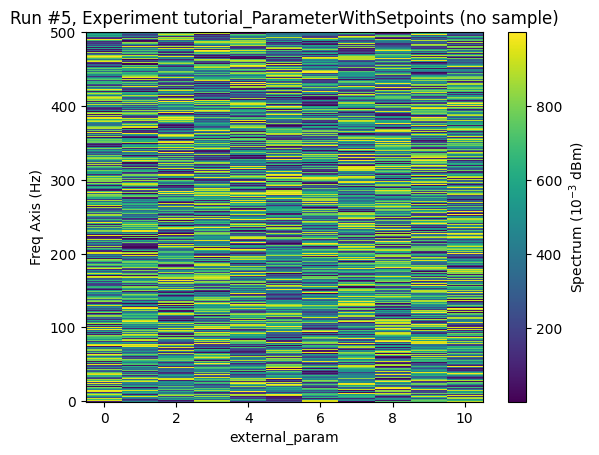 Run #5, Experiment tutorial_ParameterWithSetpoints (no sample)
500
400
300
200
100
0
Freq Axis (Hz)
0 2 4 6 8 10
external_param
800
600
400
200
Spectrum (10⁻³ dBm)